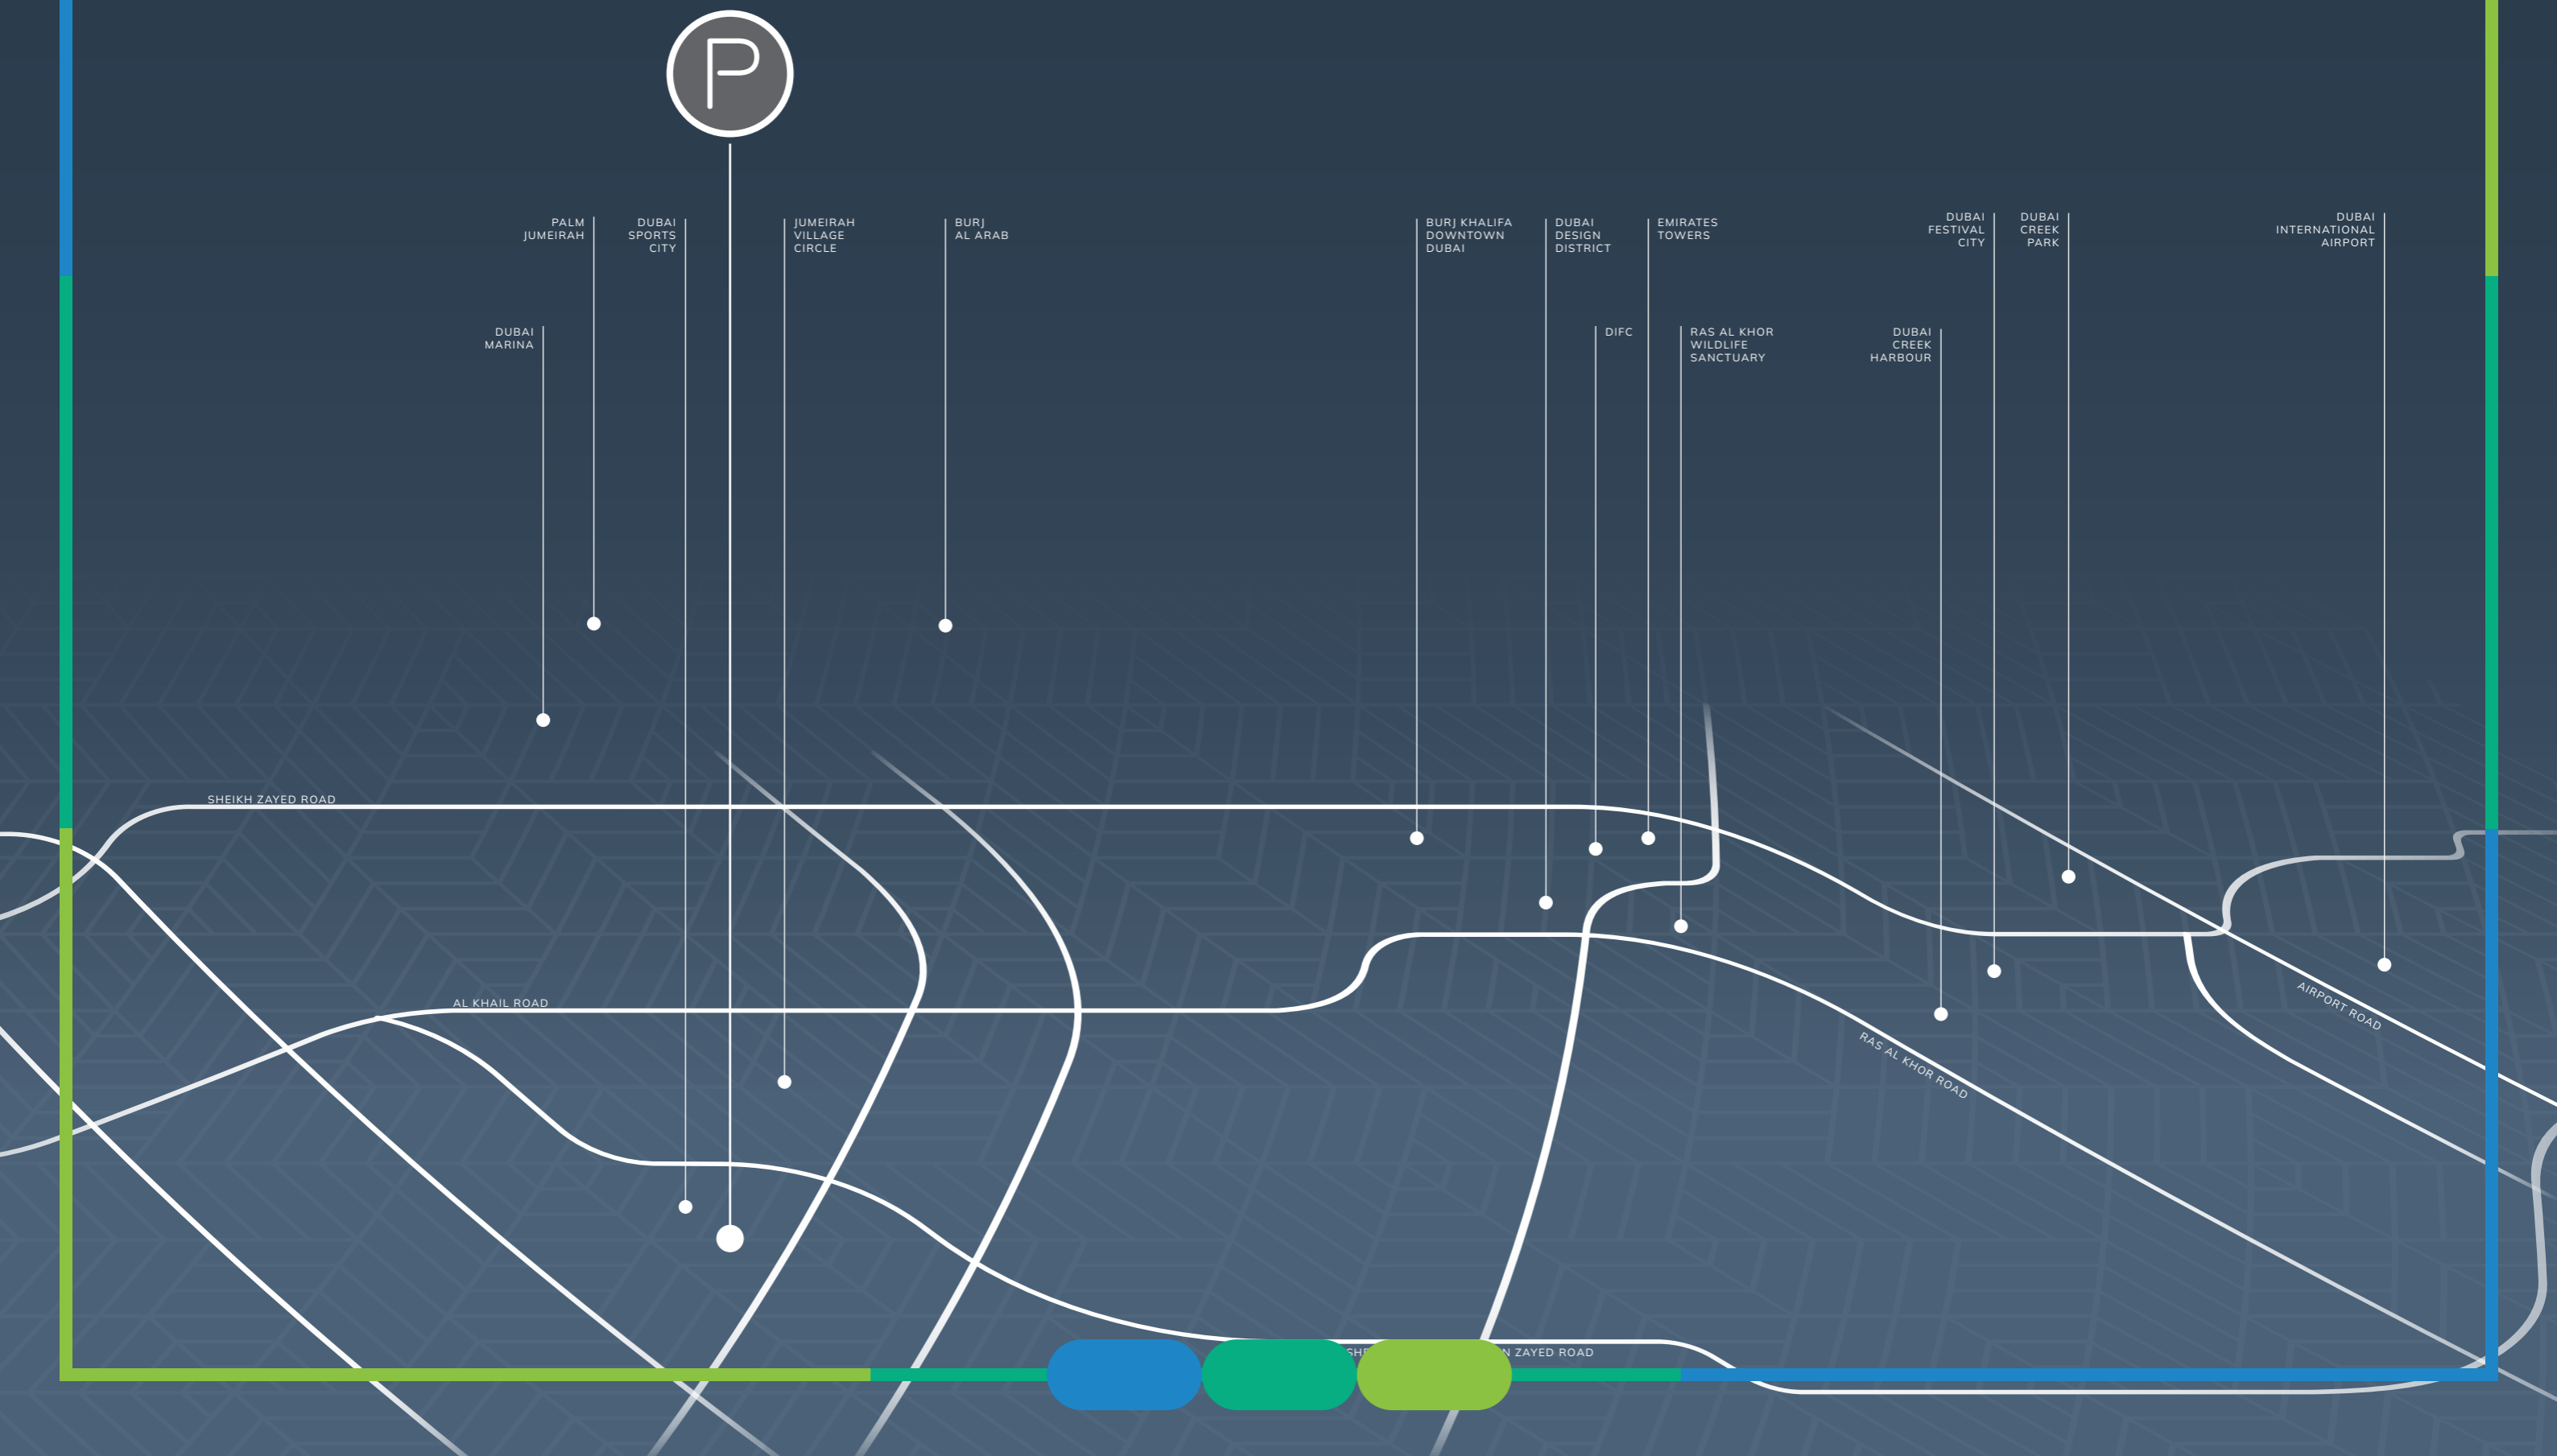 P
PALM
JUMEIRAH
DUBAI
SPORTS
CITY
JUMEIRAH
VILLAGE
CIRCLE
BURJ
AL ARAB
BURJ KHALIFA
DOWNTOWN
DUBAI
DUBAI
DESIGN
DISTRICT
EMIRATES
TOWERS
DUBAI
FESTIVAL
CITY
DUBAI
CREEK
PARK
DUBAI
INTERNATIONAL
AIRPORT
DUBAI
MARINA
DIFC
RAS AL KHOR
WILDLIFE
SANCTUARY
DUBAI
CREEK
HARBOUR
SHEIKH ZAYED ROAD
AL KHAIL ROAD
AIRPORT ROAD
RAS AL KHOR ROAD
ZAYED ROAD